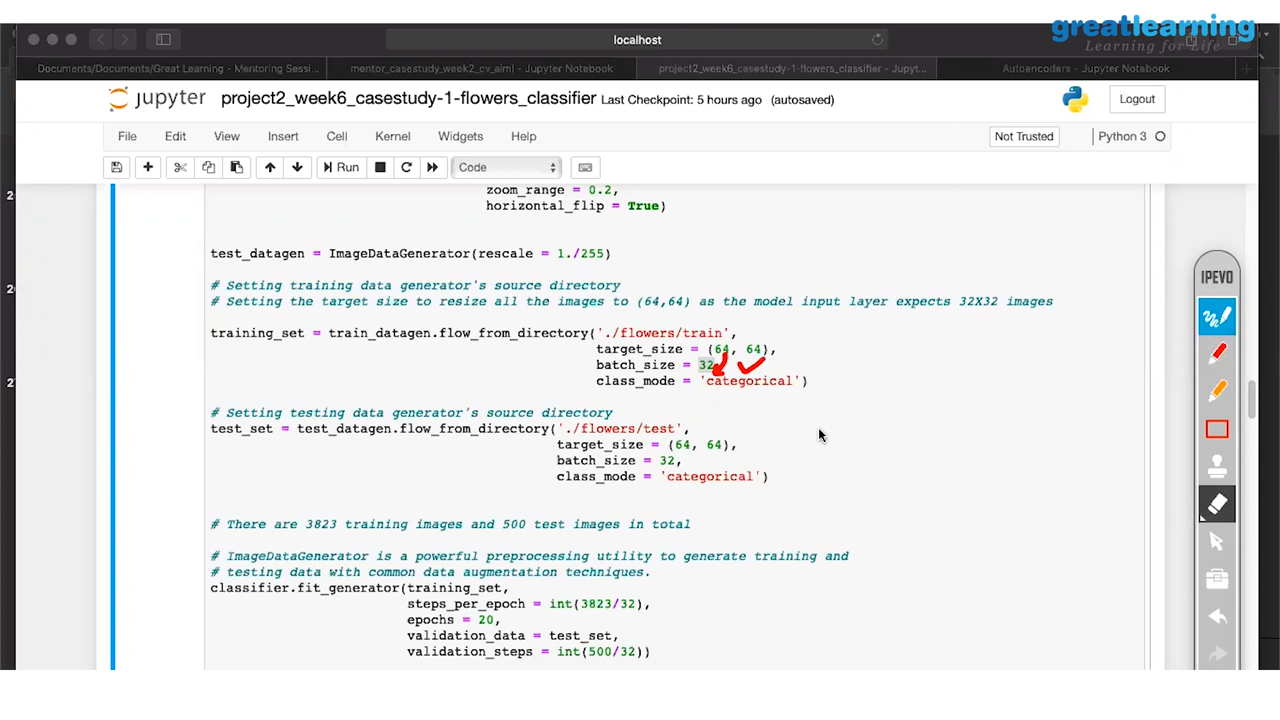 greatlearning
Learning for Life
localhost
Documents/Documents/Great Learning - Mentoring Sessi...
mentor_casestudy_week2_cv_aiml - Jupyter Notebook
project2_week6_casestudy-1-flowers_classifier - Jupyt...
Autoencoders - Jupyter Notebook
jupyter project2_week6_casestudy-1-flowers_classifier Last Checkpoint: 5 hours ago (autosaved)
Logout
File Edit View Insert Cell Kernel Widgets Help
Not Trusted
Python 3
Run
Code
zoom_range = 0.2,
horizontal_flip = True)
test_datagen = ImageDataGenerator(rescale = 1./255)
# Setting training data generator's source directory
# Setting the target size to resize all the images to (64,64) as the model input layer expects 32X32 images
training_set = train_datagen.flow_from_directory('./flowers/train',
target_size = (64, 64),
batch_size = 32
class_mode = 'categorical')
# Setting testing data generator's source directory
test_set = test_datagen.flow_from_directory('./flowers/test',
target_size = (64, 64),
batch_size = 32,
class_mode = 'categorical')
# There are 3823 training images and 500 test images in total
# ImageDataGenerator is a powerful preprocessing utility to generate training and
# testing data with common data augmentation techniques.
classifier.fit_generator(training_set,
steps_per_epoch = int(3823/32),
epochs = 20,
validation_data = test_set,
validation_steps = int(500/32))
IPEVO